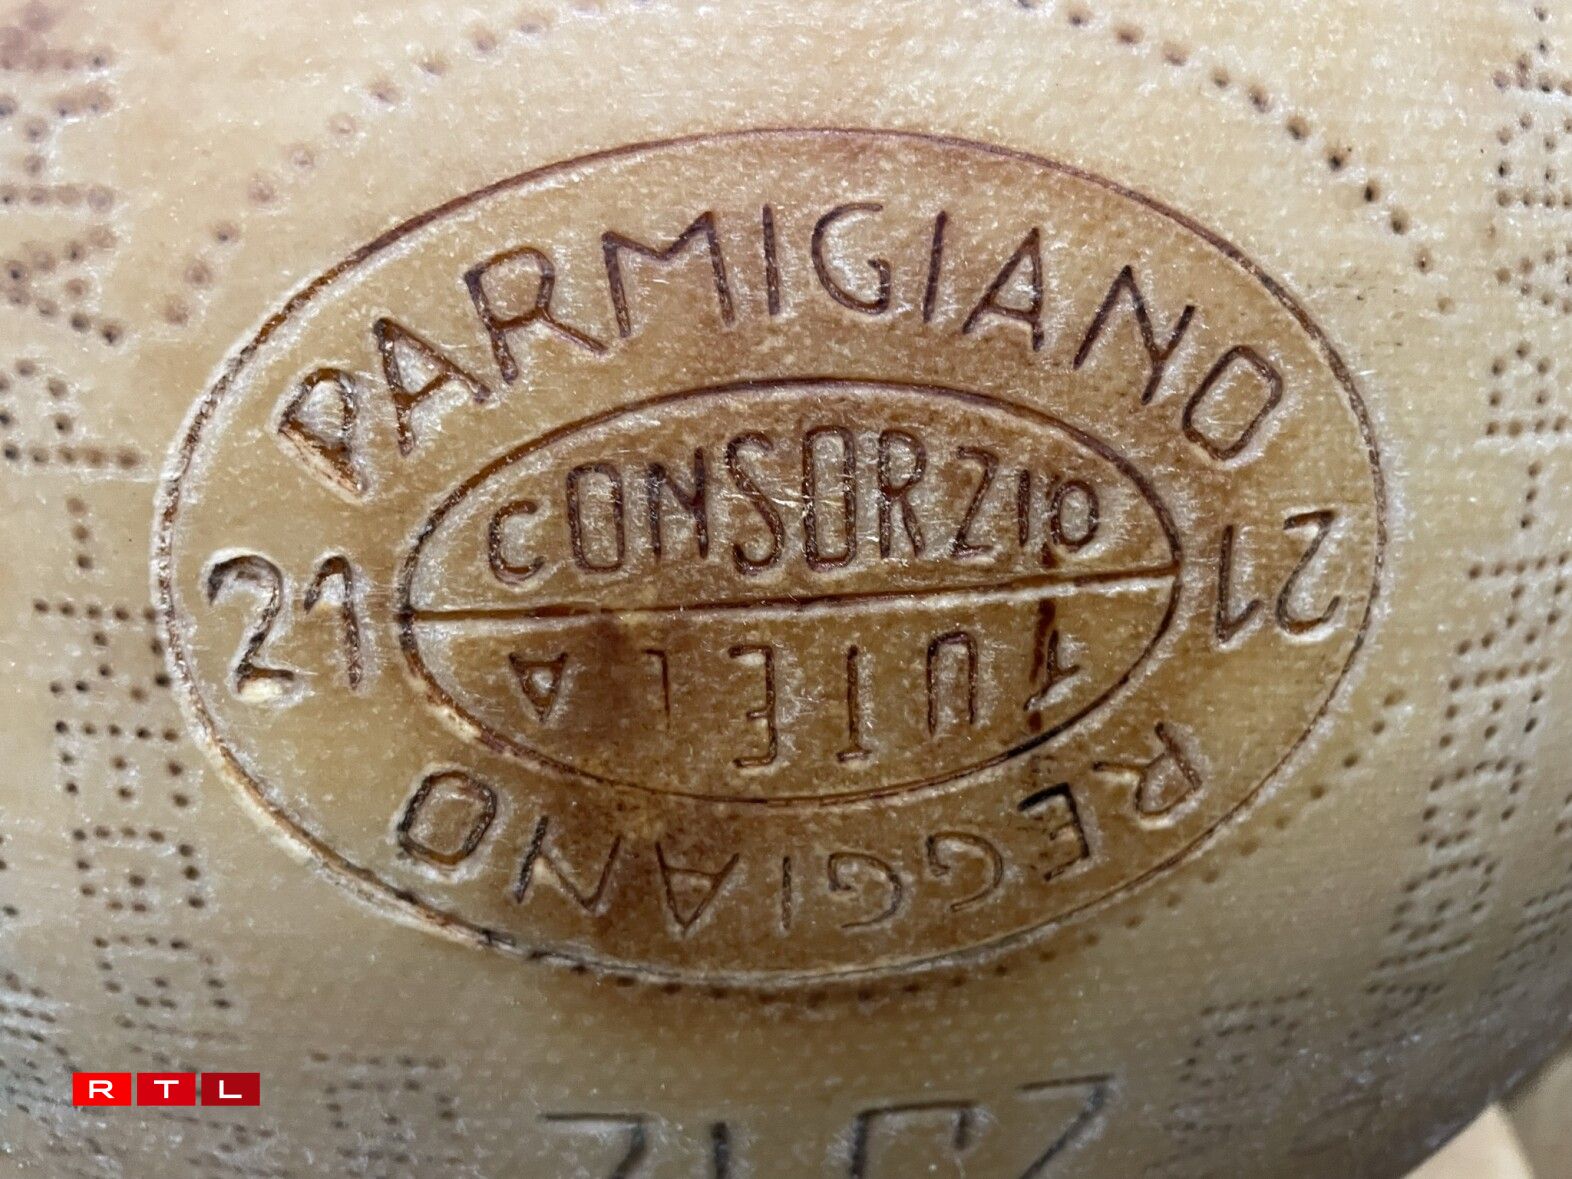 PARMIGIANO
CONSORZIO
21
21
TUTELA
REGGIANO
RTL